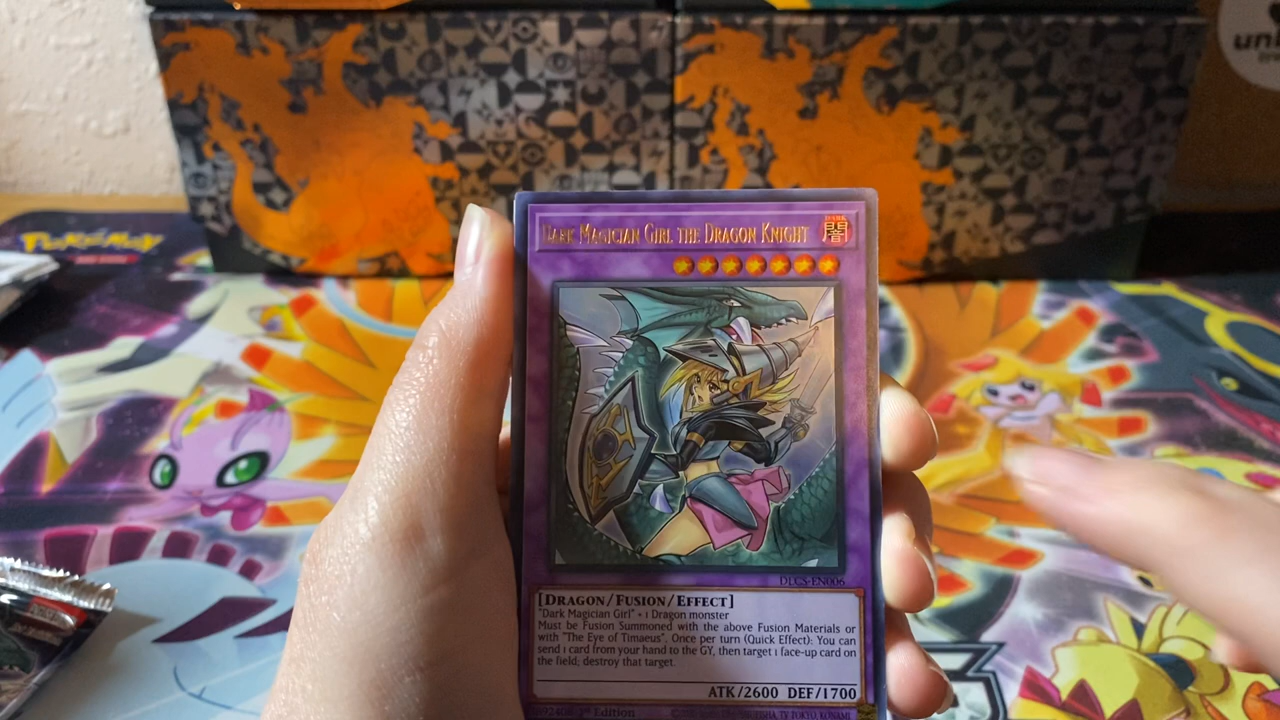 POKÉMON
DARK MAGICIAN GIRL THE DRAGON KNIGHT
DARK
闇
DLCS-EN006
[DRAGON/FUSION/EFFECT]
"Dark Magician Girl" + 1 Dragon monster
Must be Fusion Summoned with the above Fusion Materials or
with "The Eye of Timaeus". Once per turn (Quick Effect): You can
send 1 card from your hand to the GY, then target 1 face-up card on
the field; destroy that target.
ATK/2600 DEF/1700
1st Edition
TV TOKYO, KONAMI